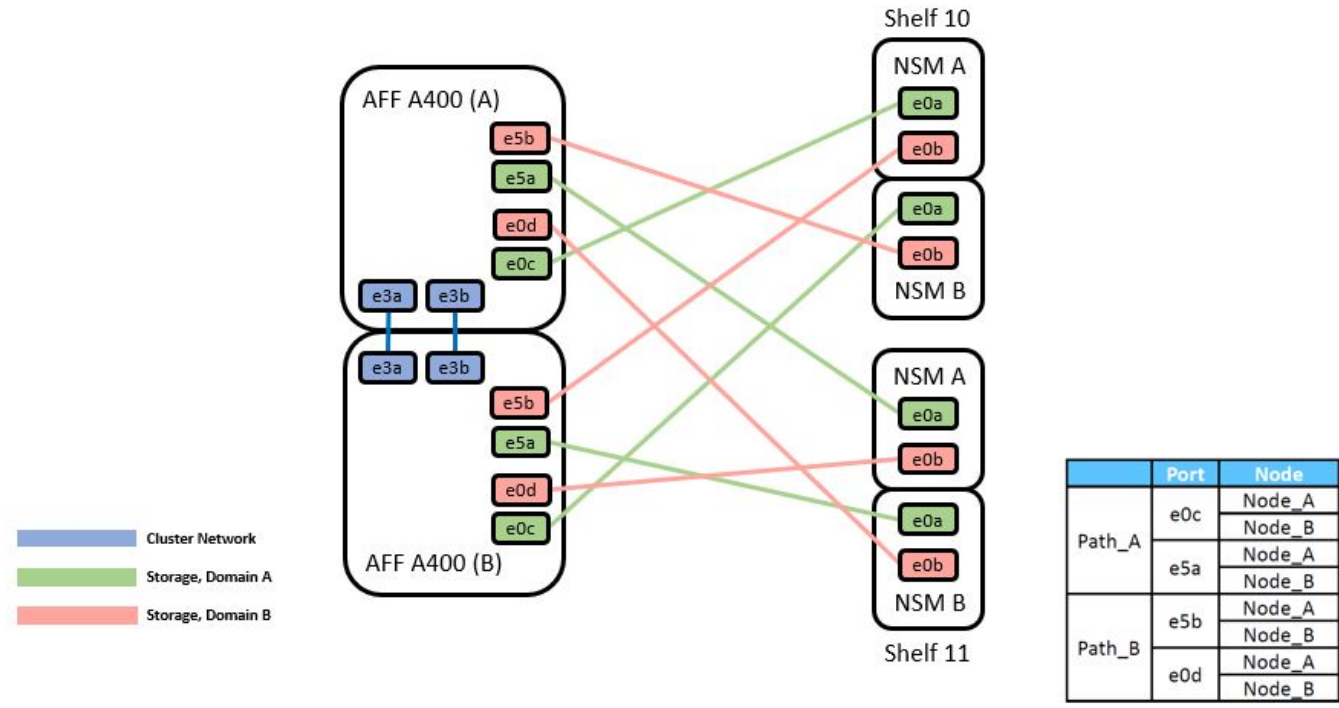 Shelf 10
AFF A400 (A)
e5b
e5a
e0d
e0c
e3a e3b
e3a e3b
e5b
e5a
e0d
e0c
AFF A400 (B)
NSM A
e0a
e0b
e0a
e0b
NSM B
NSM A
e0a
e0b
e0a
e0b
NSM B
Shelf 11
Cluster Network
Storage, Domain A
Storage, Domain B
Port Node
Path_A e0c Node_A
Node_B
e5a Node_A
Node_B
Path_B e5b Node_A
Node_B
e0d Node_A
Node_B